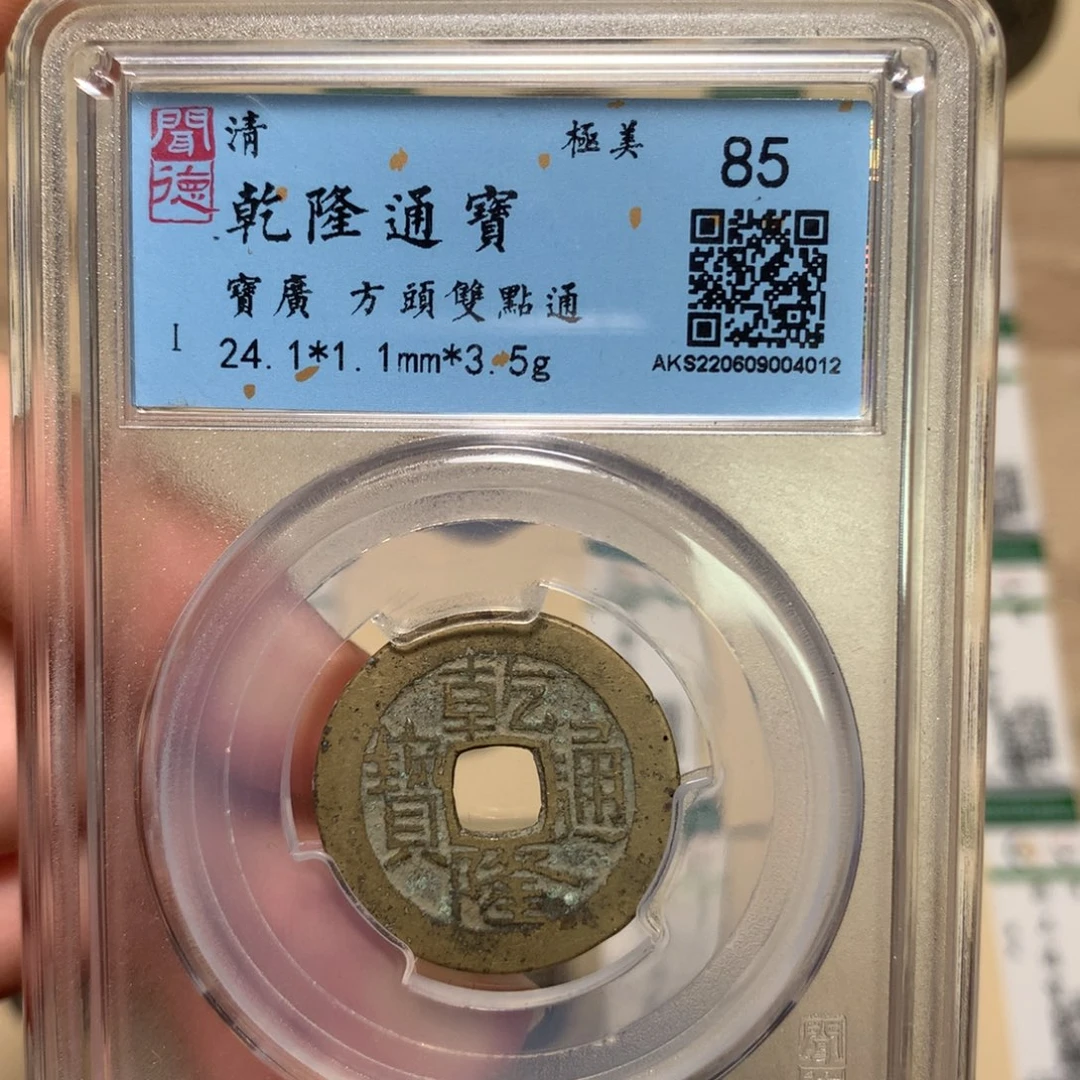 聞德
清
極美
85
乾隆通寶
寶廣 方頭雙點通
I
24.1*1.1mm*3.5g
AKS220609004012
乾隆通寶
聞